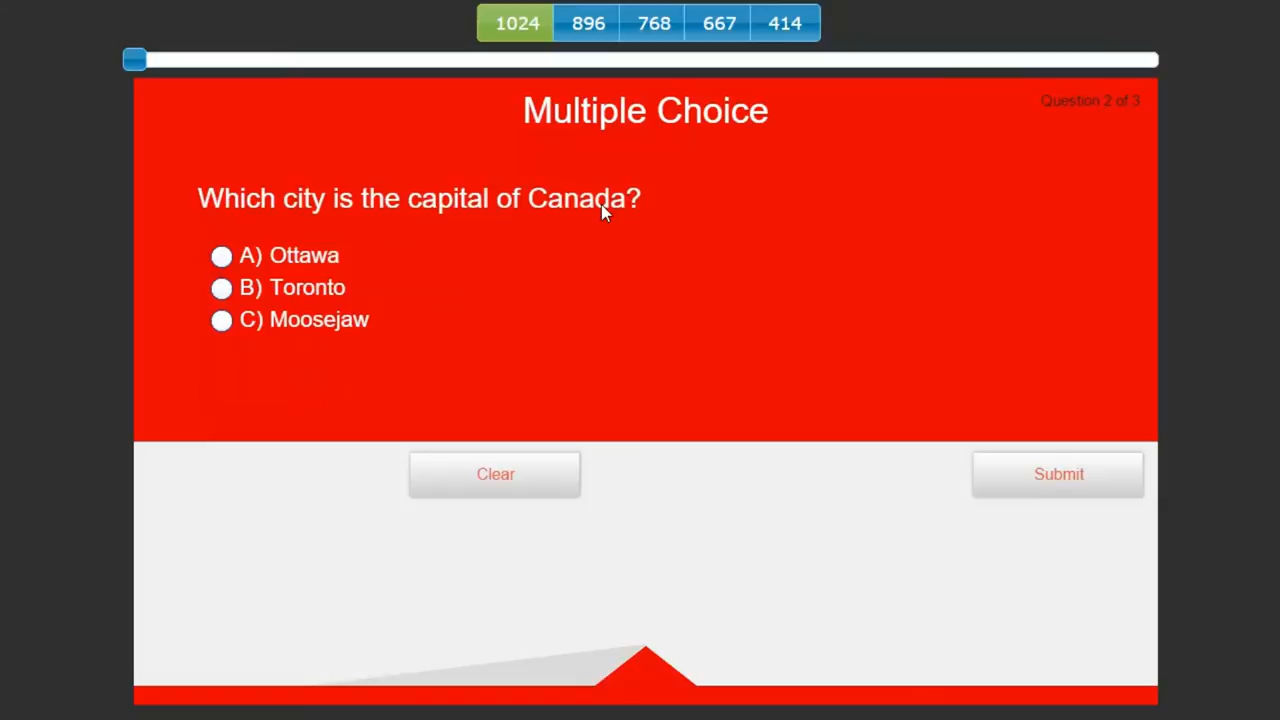 1024 896 768 667 414
Multiple Choice
Question 2 of 3
Which city is the capital of Canada?
A) Ottawa
B) Toronto
C) Moosejaw
Clear
Submit